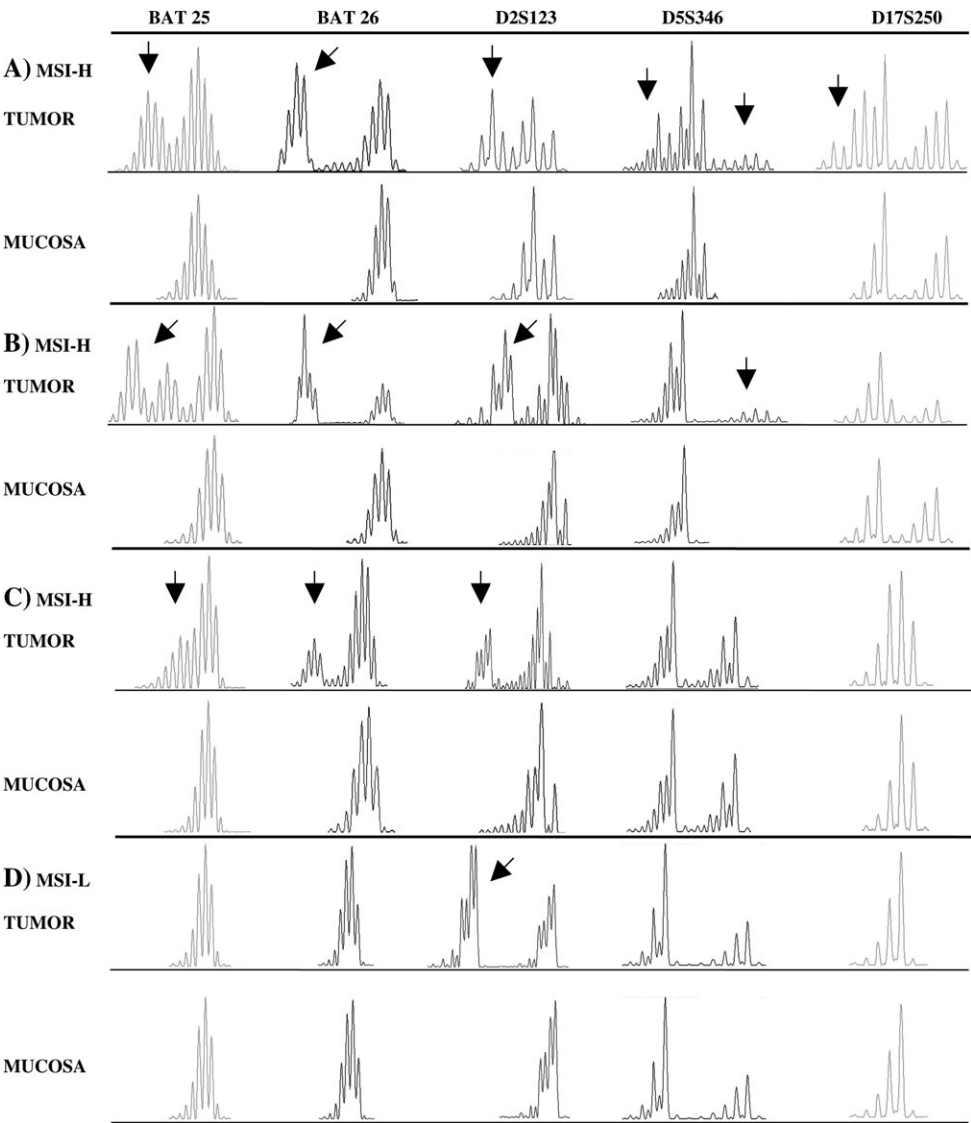 BAT 25 BAT 26 D2S123 D5S346 D17S250
A) MSI-H
TUMOR
MUCOSA
B) MSI-H
TUMOR
MUCOSA
C) MSI-H
TUMOR
MUCOSA
D) MSI-L
TUMOR
MUCOSA